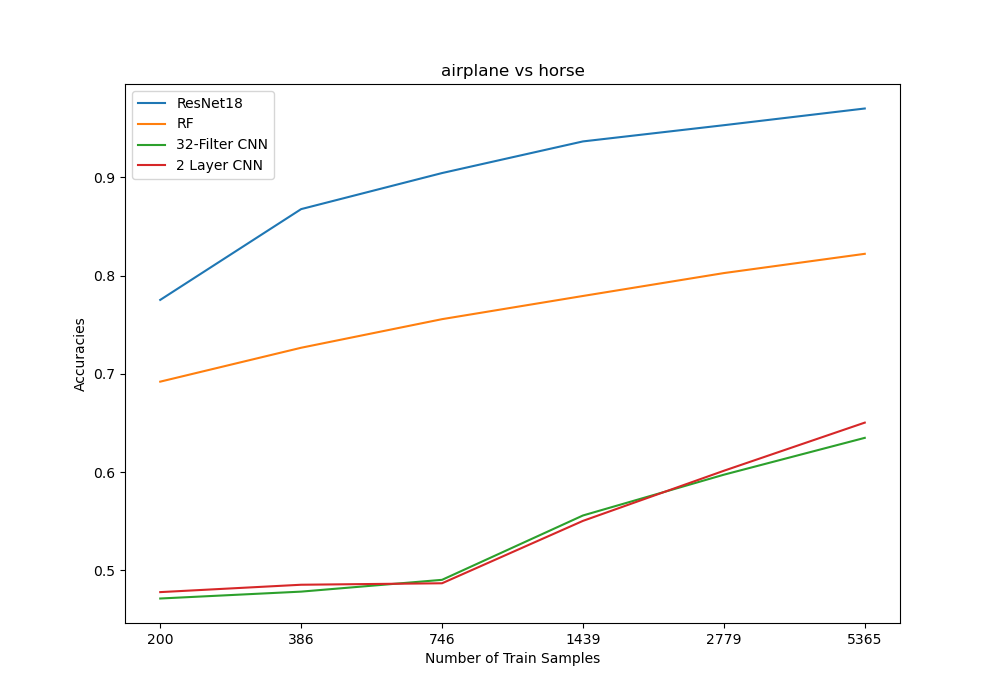 airplane vs horse
ResNet18
RF
32-Filter CNN
2 Layer CNN
0.9
0.8
0.7
0.6
0.5
Accuracies
200 386 746 1439 2779 5365
Number of Train Samples